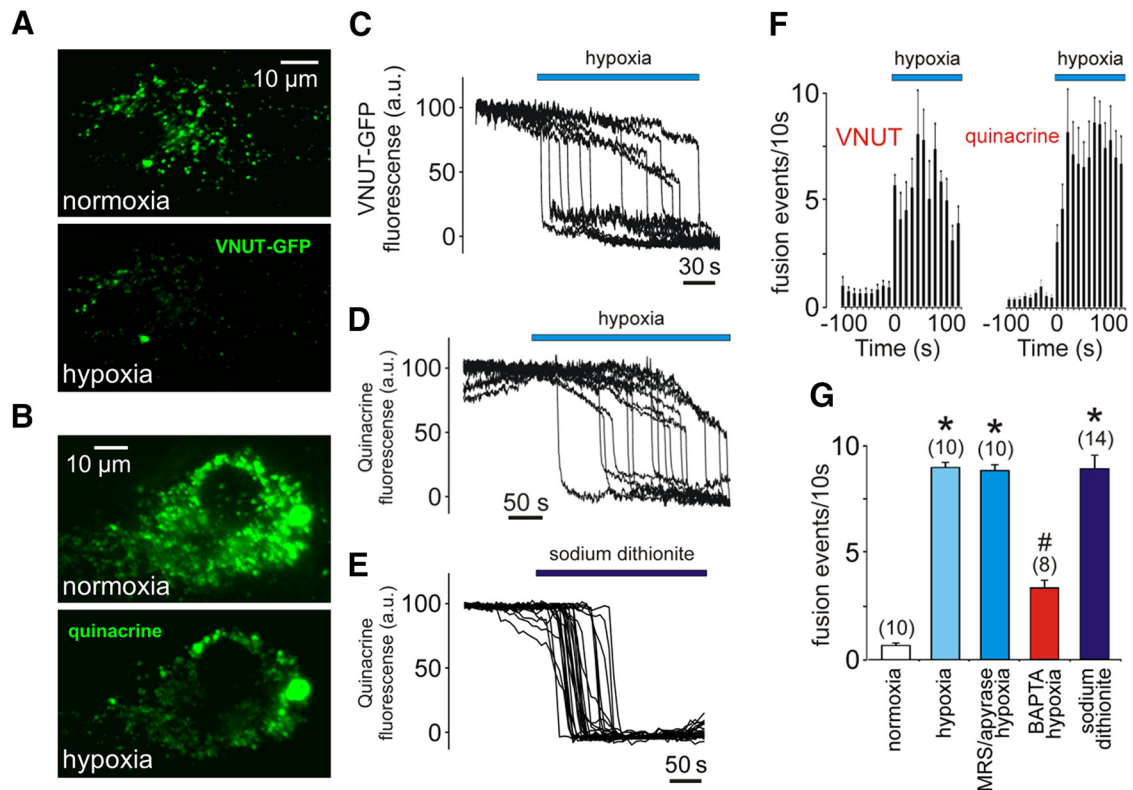 A
10 µm
normoxia
VNUT-GFP
hypoxia
B
10 µm
normoxia
quinacrine
hypoxia
C
hypoxia
VNUT-GFP
fluorescense (a.u.)
100
50
0
30 s
D
hypoxia
Quinacrine
fluorescense (a.u.)
100
50
0
50 s
E
sodium dithionite
Quinacrine
fluorescense (a.u.)
100
50
0
50 s
F
hypoxia
hypoxia
fusion events/10s
10
5
0
VNUT
quinacrine
-100 0 100
-100 0 100
Time (s)
Time (s)
G
fusion events/10s
10
5
0
(10)
*
(10)
*
(10)
#
(8)
*
(14)
normoxia
hypoxia
MRS/apyrase
hypoxia
BAPTA
hypoxia
sodium
dithionite